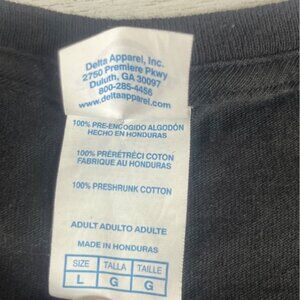 Delta Apparel, Inc.
2750 Premiere Pkwy
Duluth, GA 30097
800-285-4456
www.deltaapparel.com
100% PRE-ENCOGIDO ALGODÓN
HECHO EN HONDURAS
100% PRÉRÉTRÉCI COTON
FABRIQUE AU HONDURAS
100% PRESHRUNK COTTON
ADULT ADULTO ADULTE
MADE IN HONDURAS
SIZE TALLA TAILLE
L G G